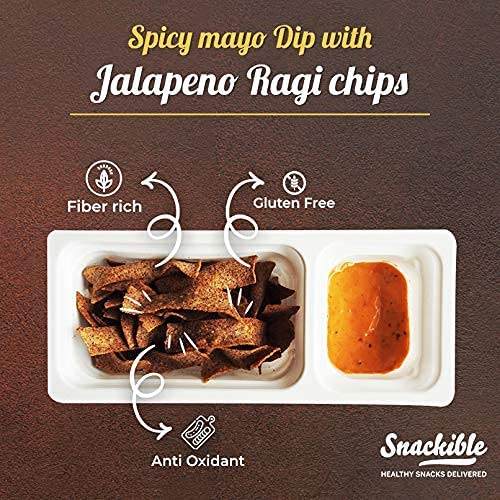 Spicy mayo Dip with
Jalapeno Ragi chips
Fiber rich
Gluten Free
Anti Oxidant
Snackible
HEALTHY SNACKS DELIVERED